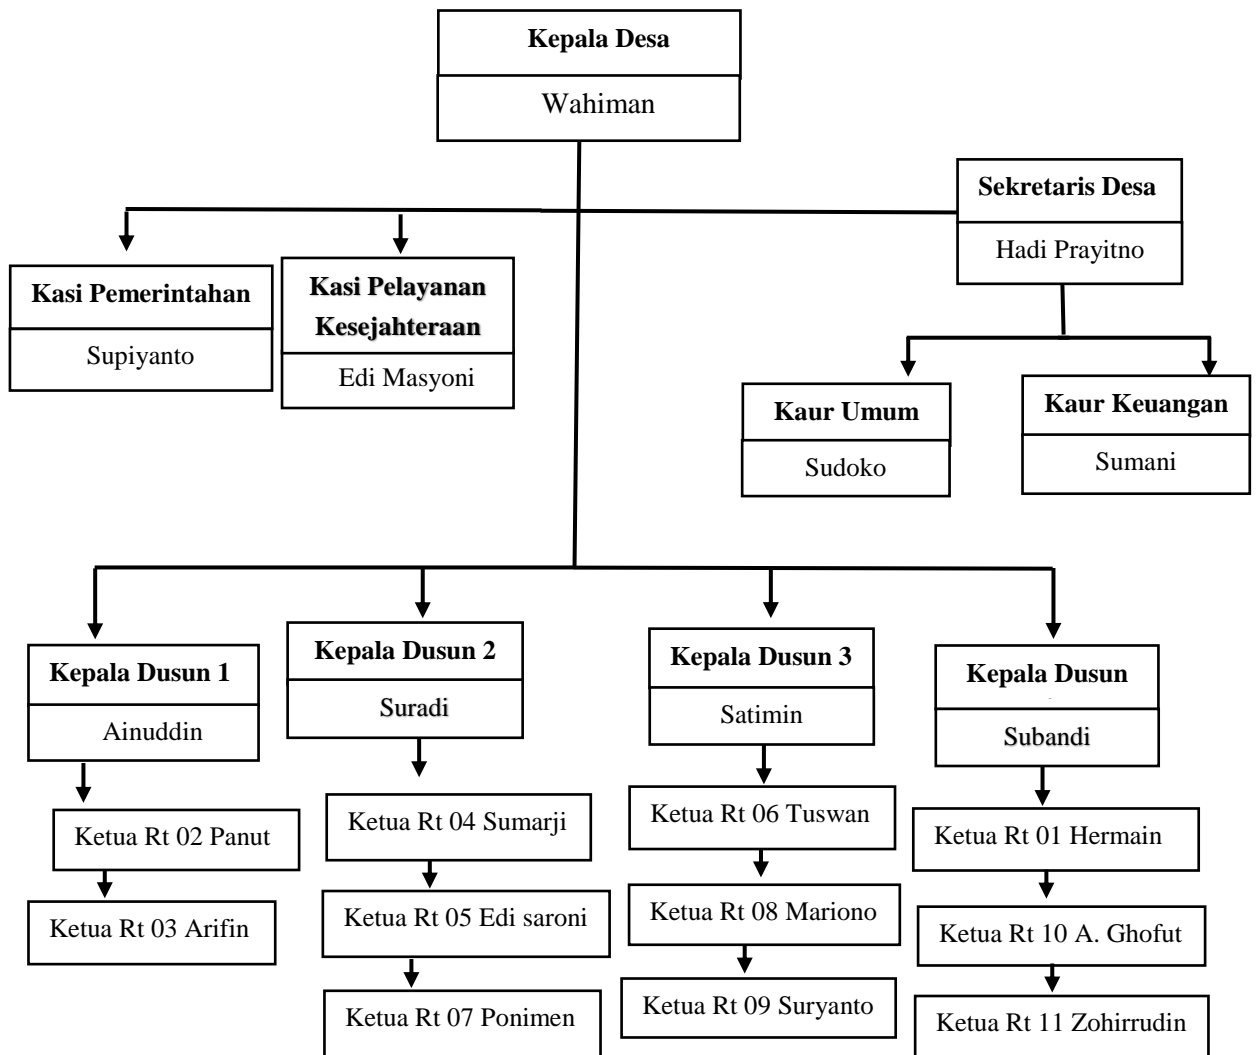 Kepala Desa
Wahiman
Sekretaris Desa
Hadi Prayitno
Kasi Pemerintahan
Supiyanto
Kasi Pelayanan
Kesejahteraan
Edi Masyoni
Kaur Umum
Sudoko
Kaur Keuangan
Sumani
Kepala Dusun 1
Ainuddin
Kepala Dusun 2
Suradi
Kepala Dusun 3
Satimin
Kepala Dusun
Subandi
Ketua Rt 02 Panut
Ketua Rt 03 Arifin
Ketua Rt 04 Sumarji
Ketua Rt 05 Edi saroni
Ketua Rt 07 Ponimen
Ketua Rt 06 Tuswan
Ketua Rt 08 Mariono
Ketua Rt 09 Suryanto
Ketua Rt 01 Hermain
Ketua Rt 10 A. Ghofut
Ketua Rt 11 Zohirrudin